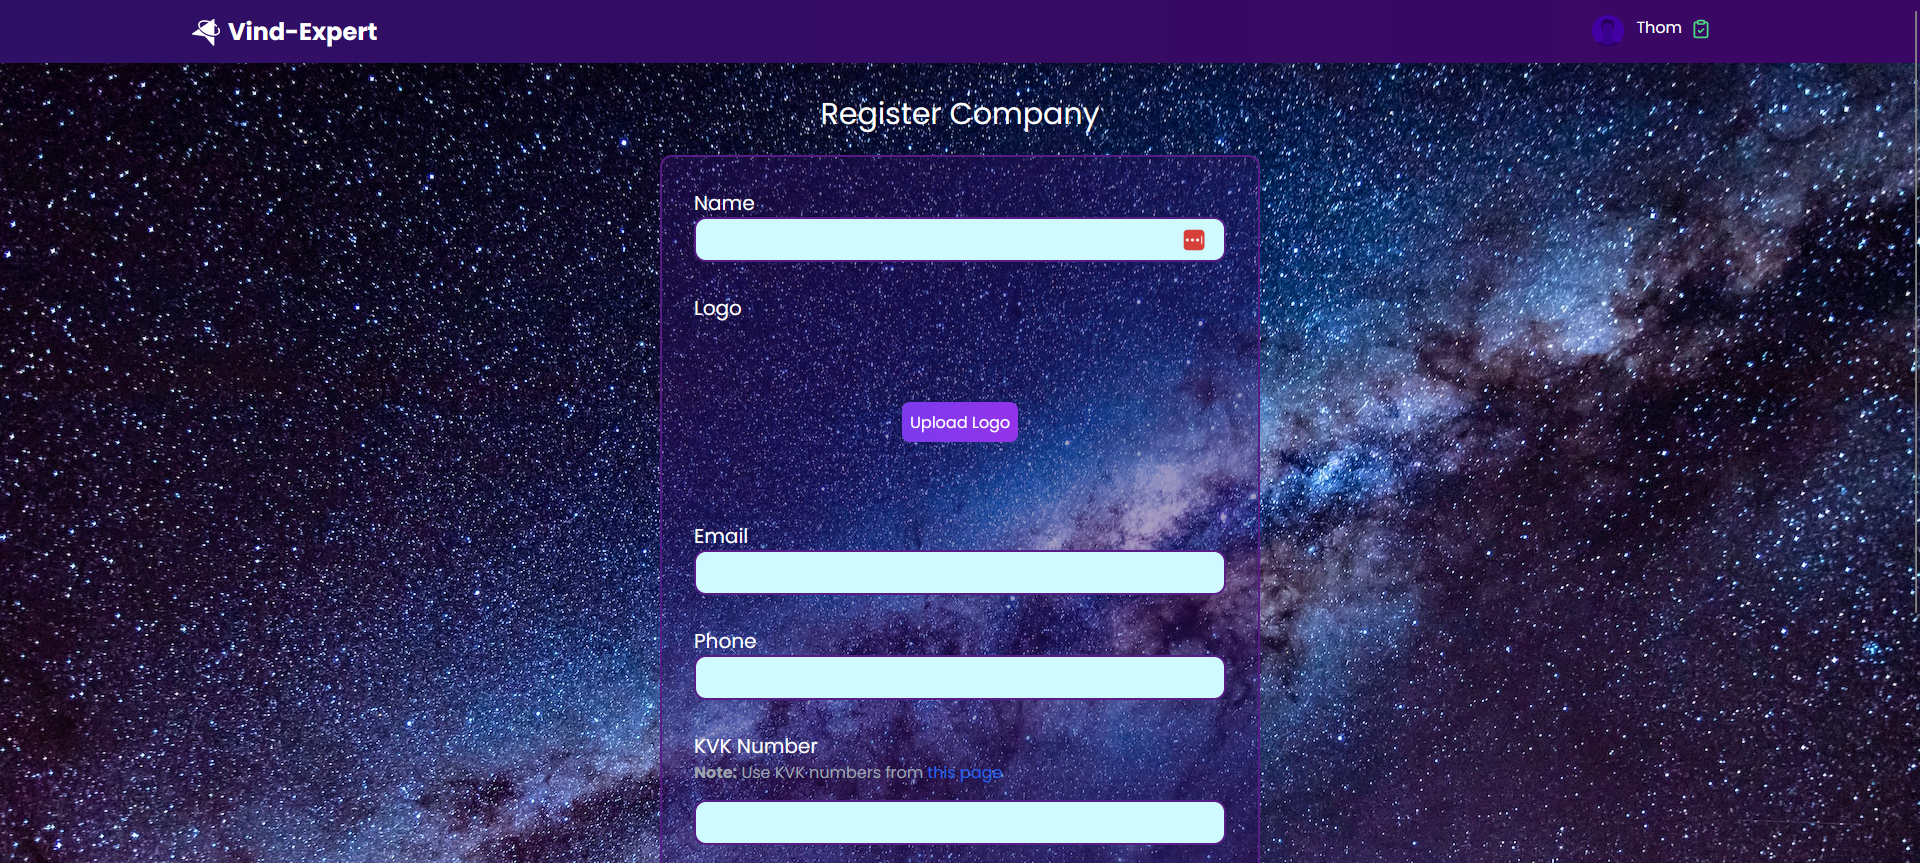 Vind-Expert
Thom
Register Company
Name
Logo
Upload Logo
Email
Phone
KVK Number
Note: Use KVK-numbers from this page